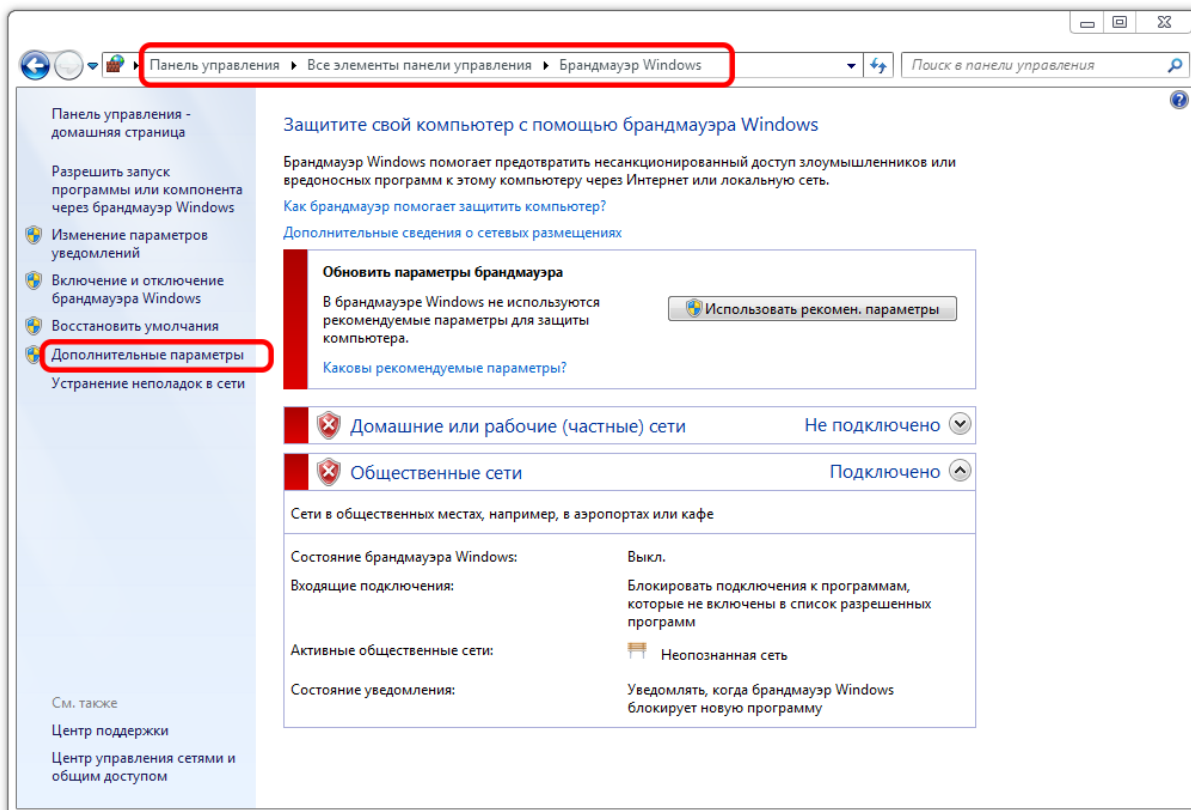 Панель управления Все элементы панели управления Брандмауэр Windows
Поиск в панели управления
Панель управления -
домашняя страница
Разрешить запуск
программы или компонента
через брандмауэр Windows
Изменение параметров
уведомлений
Включение и отключение
брандмауэра Windows
Восстановить умолчания
Дополнительные параметры
Устранение неполадок в сети
См. также
Центр поддержки
Центр управления сетями и
общим доступом
Защитите свой компьютер с помощью брандмауэра Windows
Брандмауэр Windows помогает предотвратить несанкционированный доступ злоумышленников или
вредоносных программ к этому компьютеру через Интернет или локальную сеть.
Как брандмауэр помогает защитить компьютер?
Дополнительные сведения о сетевых размещениях
Обновить параметры брандмауэра
В брандмауэре Windows не используются
рекомендуемые параметры для защиты
компьютера.
Использовать рекомен. параметры
Каковы рекомендуемые параметры?
Домашние или рабочие (частные) сети Не подключено
Общественные сети Подключено
Сети в общественных местах, например, в аэропортах или кафе
Состояние брандмауэра Windows: Выкл.
Входящие подключения: Блокировать подключения к программам,
которые не включены в список разрешенных
программ
Активные общественные сети: Неопознанная сеть
Состояние уведомления: Уведомлять, когда брандмауэр Windows
блокирует новую программу